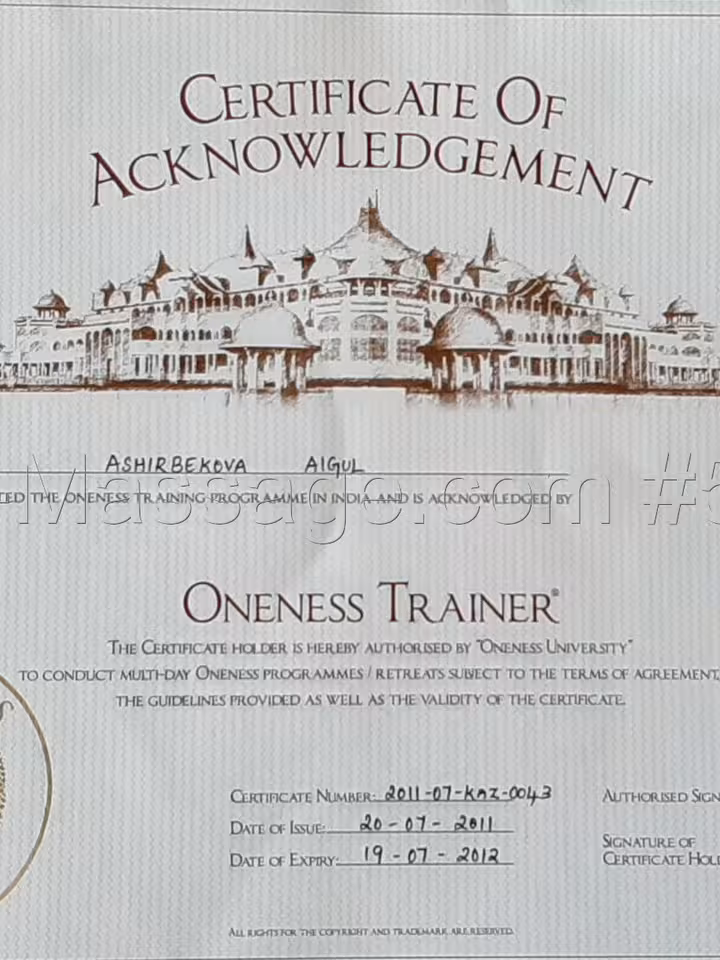 CERTIFICATE OF
ACKNOWLEDGEMENT
ASHIRBEKOVA AIGUL
TED THE ONENESS TRAINING PROGRAMME IN INDIA AND IS ACKNOWLEDGED BY
Massage.com #5
ONENESS TRAINER®
THE CERTIFICATE HOLDER IS HEREBY AUTHORISED BY "ONENESS UNIVERSITY"
TO CONDUCT MULTI-DAY ONENESS PROGRAMMES / RETREATS SUBJECT TO THE TERMS OF AGREEMENT,
THE GUIDELINES PROVIDED AS WELL AS THE VALIDITY OF THE CERTIFICATE.
CERTIFICATE NUMBER: 2011-07-KAZ-0043
AUTHORISED SIGN
DATE OF ISSUE: 20-07-2011
SIGNATURE OF
DATE OF EXPIRY: 19-07-2012
CERTIFICATE HOL
ALL RIGHTS FOR THE COPYRIGHT AND TRADEMARK ARE RESERVED.